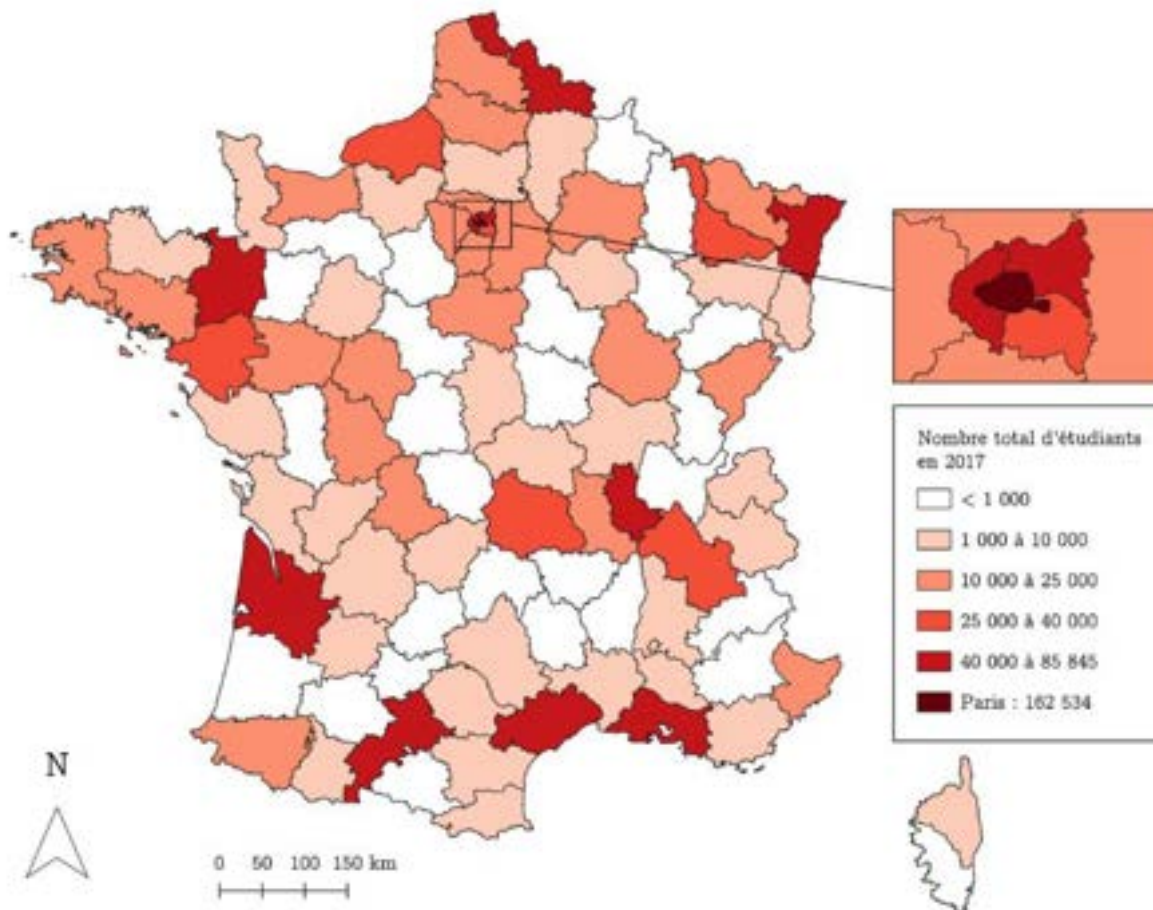 Nombre total d'étudiants
en 2017
< 1 000
1 000 à 10 000
10 000 à 25 000
25 000 à 40 000
40 000 à 85 845
Paris : 162 534
N
0 50 100 150 km